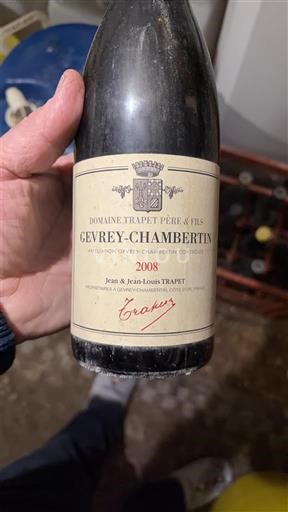 DOMAINE TRAPET PÈRE & FILS
GEVREY-CHAMBERTIN
APPELLATION GEVREY-CHAMBERTIN CONTRÔLÉE
2008
Jean & Jean-Louis TRAPET
PROPRIÉTAIRES A GEVREY-CHAMBERTIN, CÔTE D'OR, FRANCE
Trapet